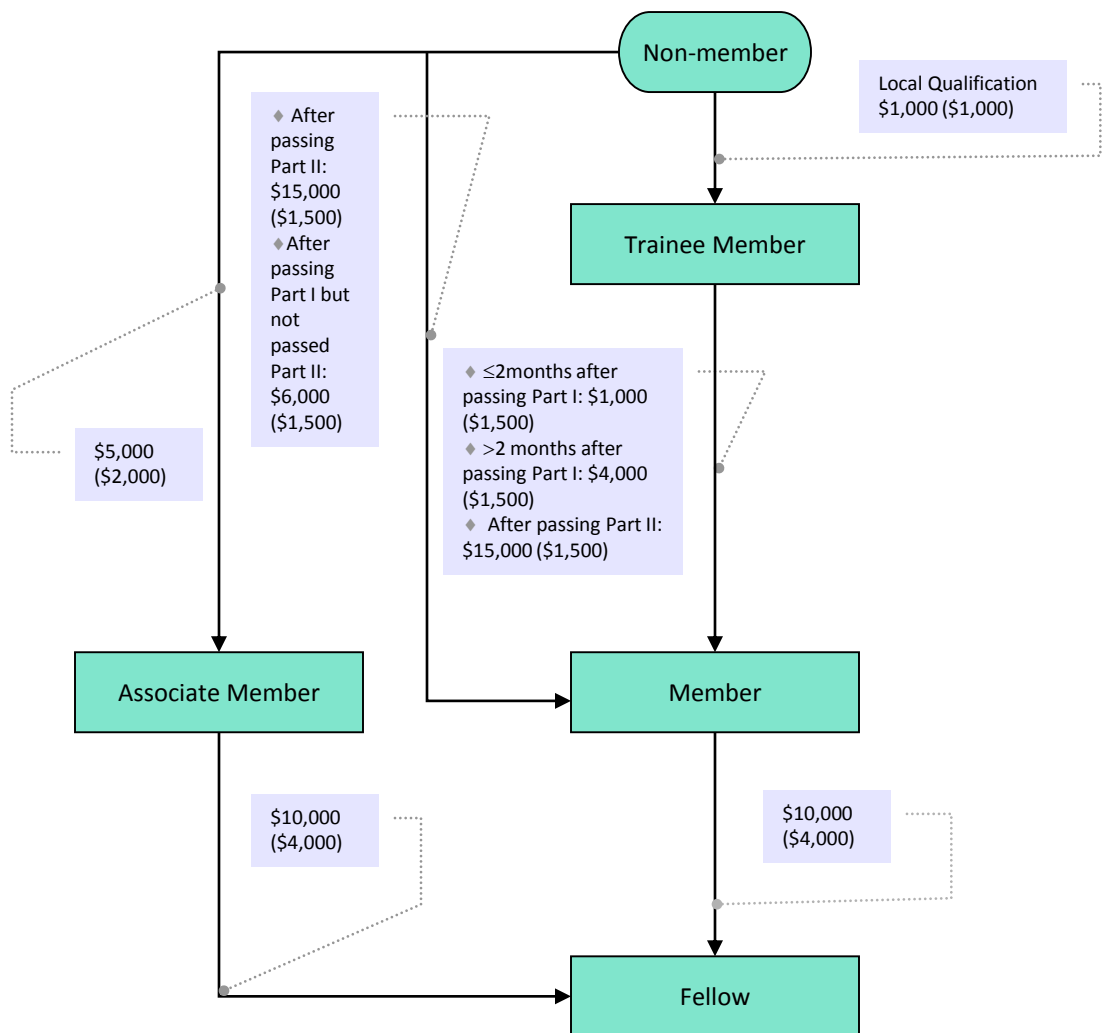 Non-member
Local Qualification
$1,000 ($1,000)
♦ After
passing
Part II:
$15,000
($1,500)
♦After
passing
Part I but
not
passed
Part II:
$6,000
($1,500)
Trainee Member
♦ ≤2months after
passing Part I: $1,000
($1,500)
♦ >2 months after
passing Part I: $4,000
($1,500)
♦ After passing Part II:
$15,000 ($1,500)
$5,000
($2,000)
Associate Member
Member
$10,000
($4,000)
$10,000
($4,000)
Fellow